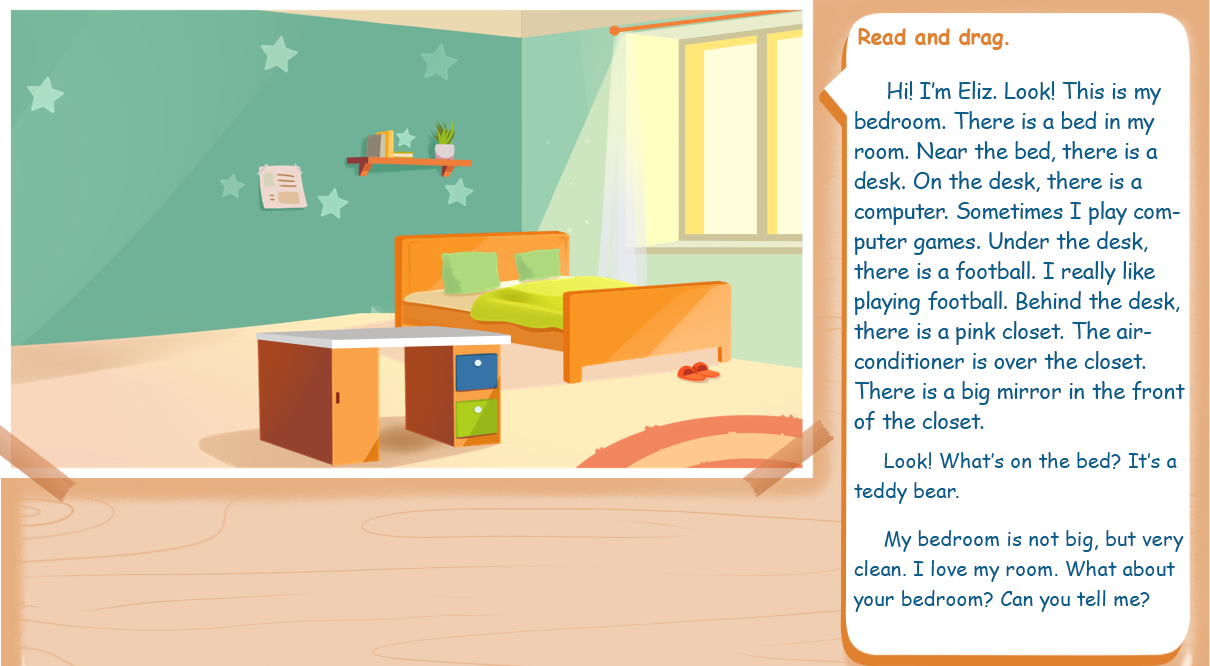 Read and drag.
Hi! I'm Eliz. Look! This is my
bedroom. There is a bed in my
room. Near the bed, there is a
desk. On the desk, there is a
computer. Sometimes I play com-
puter games. Under the desk,
there is a football. I really like
playing football. Behind the desk,
there is a pink closet. The air-
conditioner is over the closet.
There is a big mirror in the front
of the closet.
Look! What's on the bed? It's a
teddy bear.
My bedroom is not big, but very
clean. I love my room. What about
your bedroom? Can you tell me?